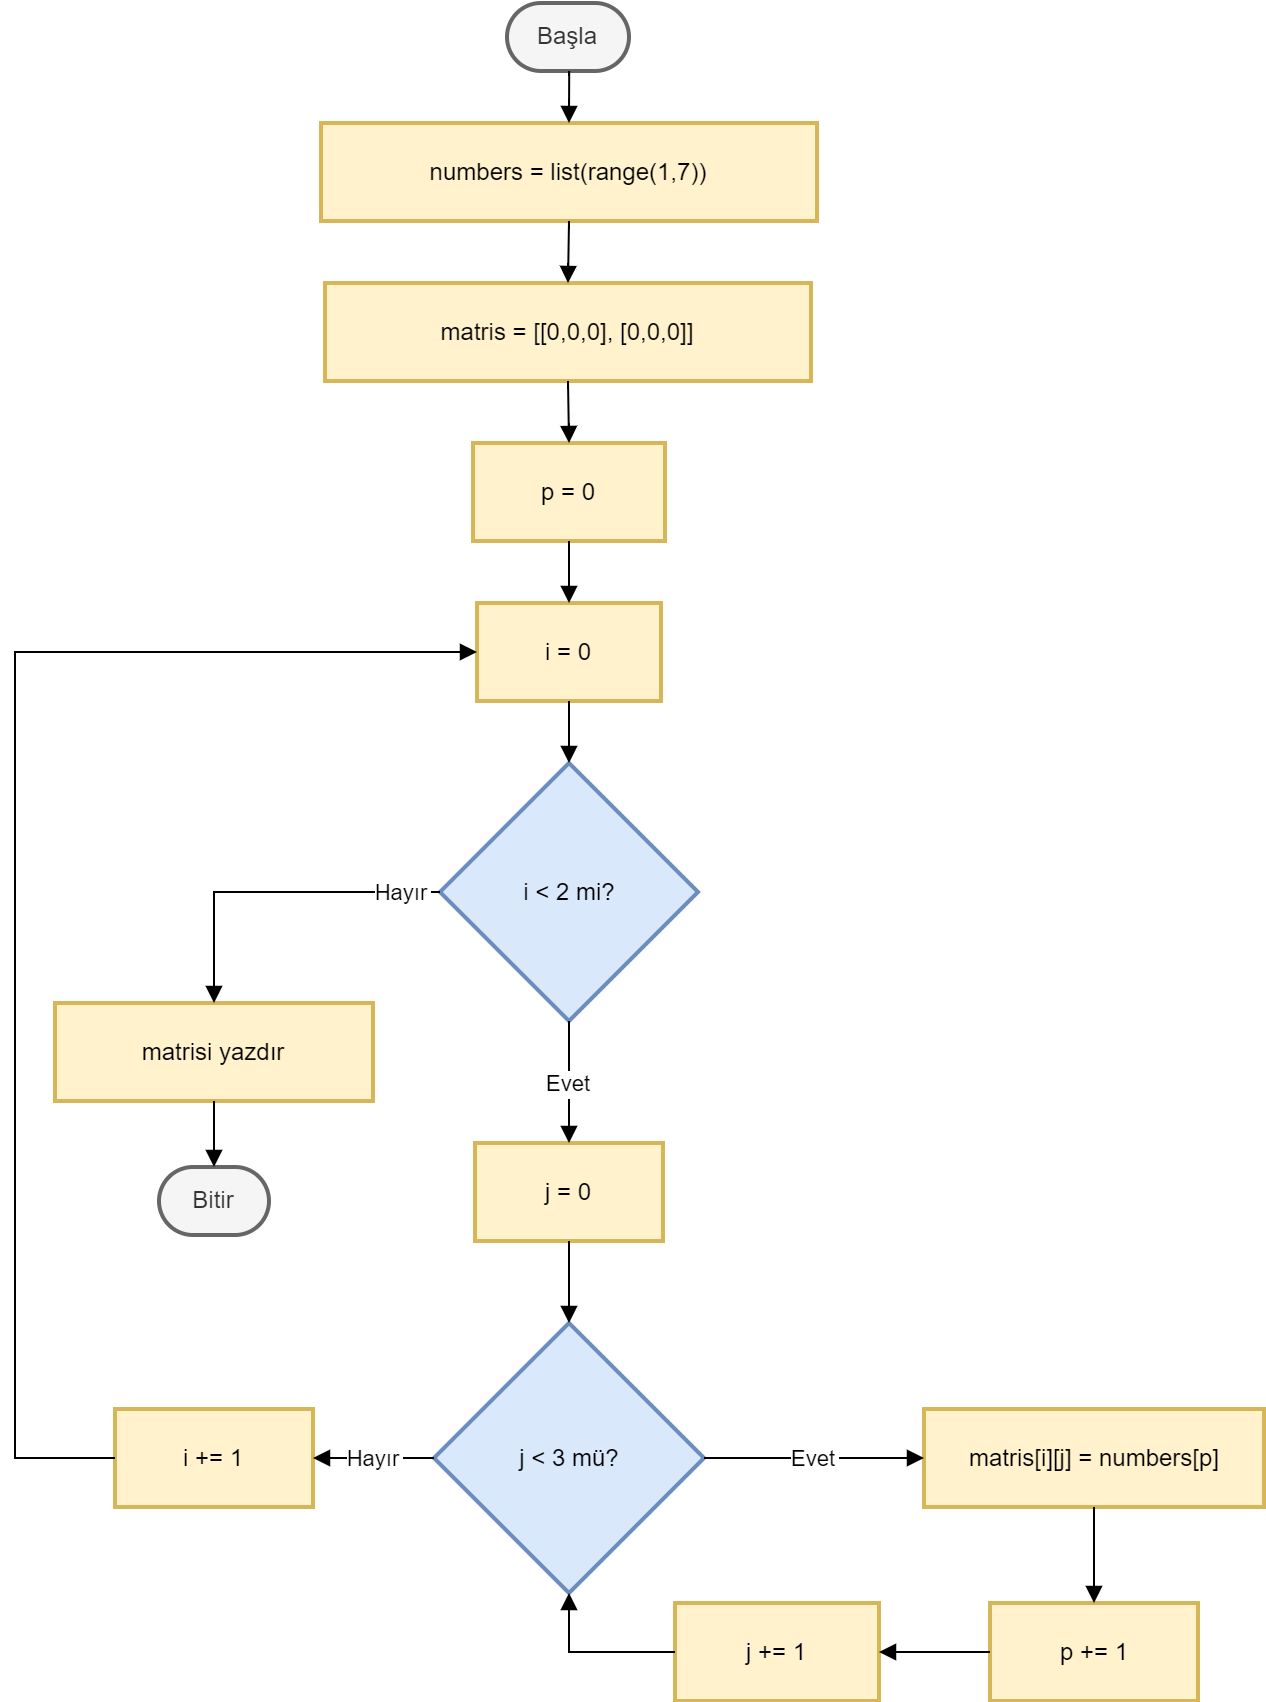 Başla
numbers = list(range(1,7))
matris = [[0,0,0], [0,0,0]]
p = 0
i = 0
i < 2 mi?
Hayır
matrisi yazdır
Evet
Bitir
j = 0
j < 3 mü?
Hayır
i += 1
Evet
matris[i][j] = numbers[p]
p += 1
j += 1